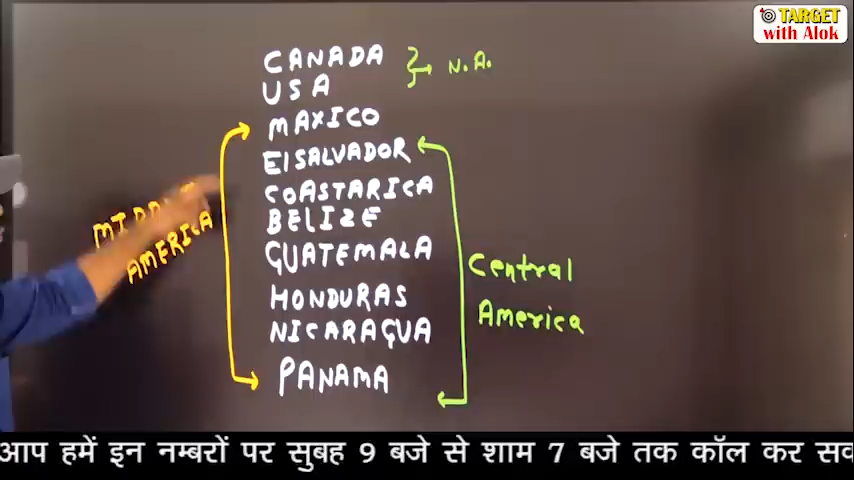 TARGET
with Alok
CANADA
USA
N.A.
MAXICO
ElSALVADOR
COASTARICA
BELIZE
GUATEMALA
HONDURAS
NICARAGUA
PANAMA
AMERICA
Central
America
आप हमें इन नम्बरों पर सुबह 9 बजे से शाम 7 बजे तक कॉल कर